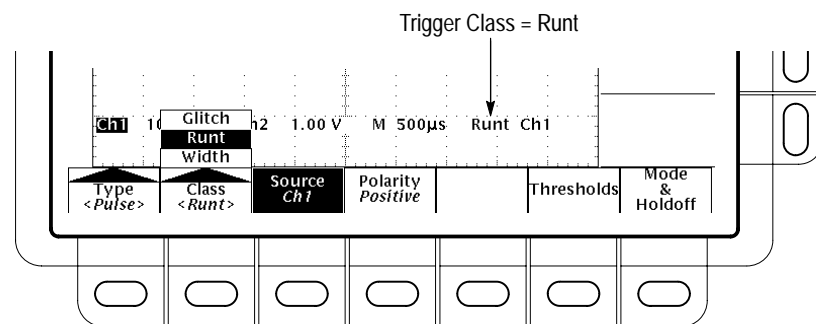 Trigger Class = Runt
Glitch
Ch1 10 h2 1.00 V M 500µs Runt Ch1
Runt
Width
Type
<Pulse>
Class
<Runt>
Source
Ch1
Polarity
Positive
Thresholds
Mode
&
Holdoff